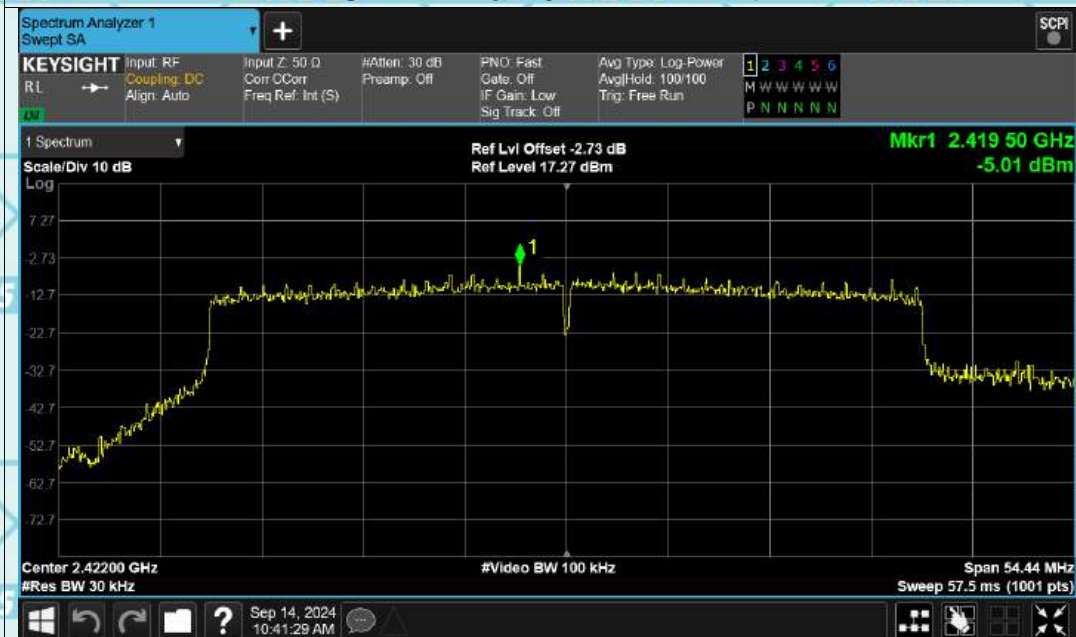 Spectrum Analyzer 1
Swept SA
+
SCPI
KEYSIGHT
RL
LXI
Input: RF
Coupling: DC
Align: Auto
Input Z: 50 Ω
Corr CCorr
Freq Ref: Int (S)
#Atten: 30 dB
Preamp: Off
PNO: Fast
Gate: Off
IF Gain: Low
Sig Track: Off
Avg Type: Log-Power
Avg|Hold: 100/100
Trig: Free Run
1 2 3 4 5 6
M W W W W W
P N N N N N
1 Spectrum
Scale/Div 10 dB
Log
Ref Lvl Offset -2.73 dB
Ref Level 17.27 dBm
Mkr1 2.419 50 GHz
-5.01 dBm
7.27
-2.73
-12.7
-22.7
-32.7
-42.7
-52.7
-62.7
-72.7
1
Center 2.42200 GHz
#Res BW 30 kHz
#Video BW 100 kHz
Span 54.44 MHz
Sweep 57.5 ms (1001 pts)
?
Sep 14, 2024
10:41:29 AM